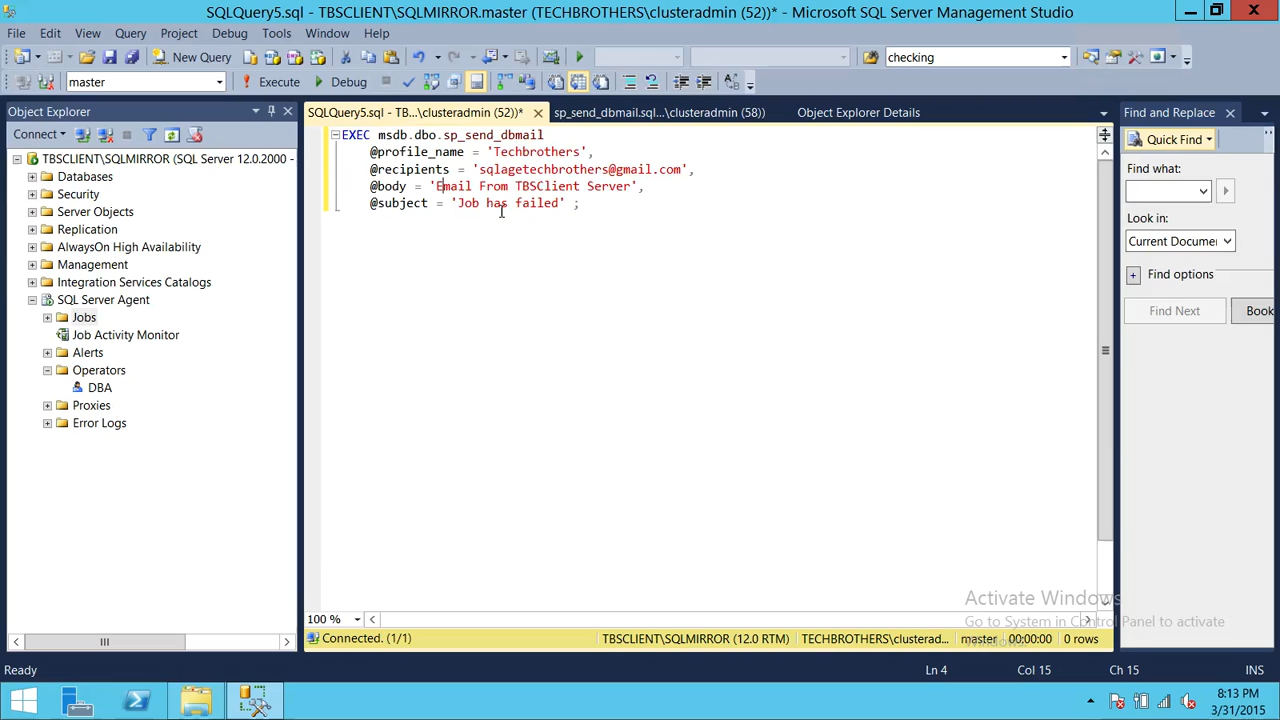 SQLQuery5.sql - TBSCLIENT\SQLMIRROR.master (TECHBROTHERS\clusteradmin (52))* - Microsoft SQL Server Management Studio
File Edit View Query Project Debug Tools Window Help
New Query checking
master Execute Debug
Object Explorer
Connect
TBSCLIENT\SQLMIRROR (SQL Server 12.0.2000 -
Databases
Security
Server Objects
Replication
AlwaysOn High Availability
Management
Integration Services Catalogs
SQL Server Agent
Jobs
Job Activity Monitor
Alerts
Operators
DBA
Proxies
Error Logs
SQLQuery5.sql - TB...\clusteradmin (52))* sp_send_dbmail.sql...\clusteradmin (58)) Object Explorer Details
EXEC msdb.dbo.sp_send_dbmail
@profile_name = 'Techbrothers',
@recipients = 'sqlagetechbrothers@gmail.com',
@body = 'Email From TBSClient Server',
@subject = 'Job has failed' ;
100 %
Connected. (1/1) TBSCLIENT\SQLMIRROR (12.0 RTM) TECHBROTHERS\clusterad... master 00:00:00 0 rows
Find and Replace
Quick Find
Find what:
Look in:
Current Documen
Find options
Find Next Book
Activate Windows
Go to System in Control Panel to activate
Windows.
Ready Ln 4 Col 15 Ch 15 INS
8:13 PM
3/31/2015